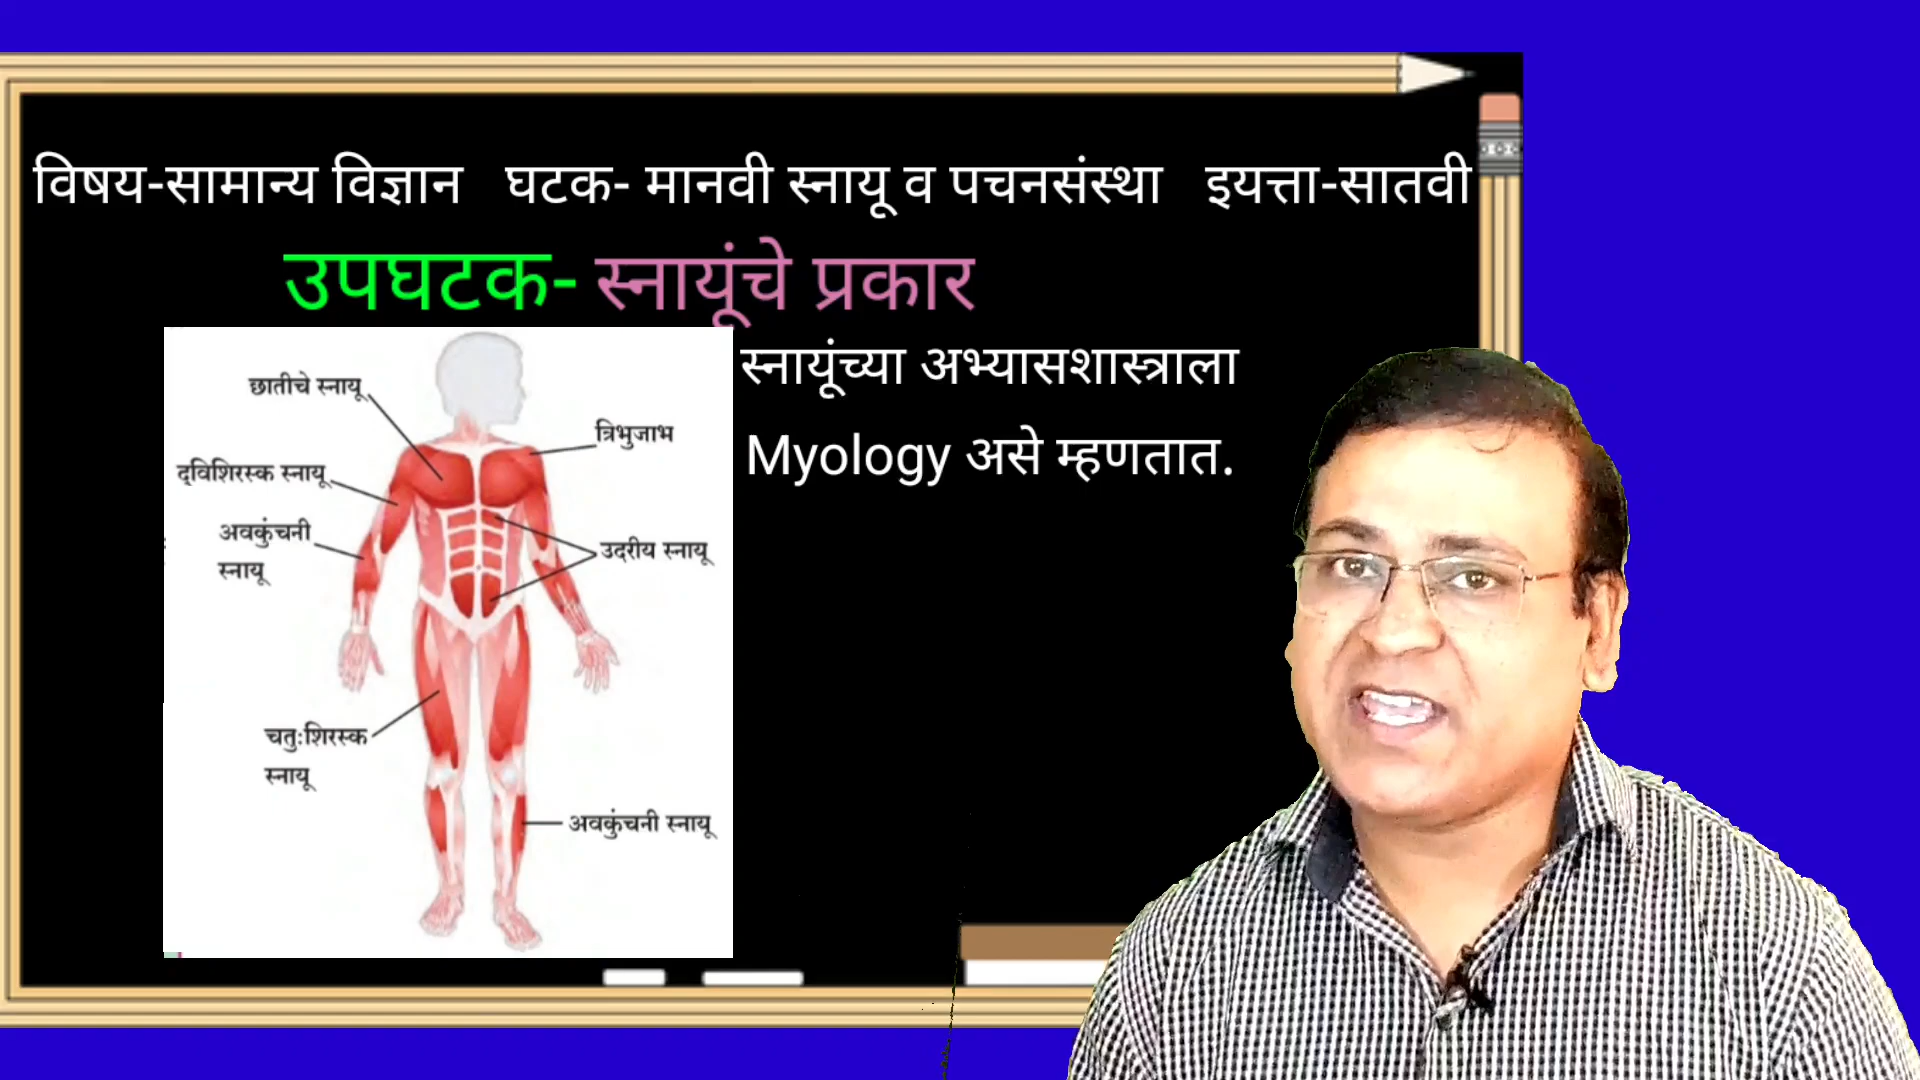 विषय-सामान्य विज्ञान घटक- मानवी स्नायू व पचनसंस्था इयत्ता-सातवी
उपघटक- स्नायूंचे प्रकार
स्नायूंच्या अभ्यासशास्त्राला
Myology असे म्हणतात.
छातीचे स्नायू
त्रिभुजाभ
द्विशिरस्क स्नायू
अवकुंचनी
स्नायू
उदरीय स्नायू
चतुःशिरस्क
स्नायू
अवकुंचनी स्नायू